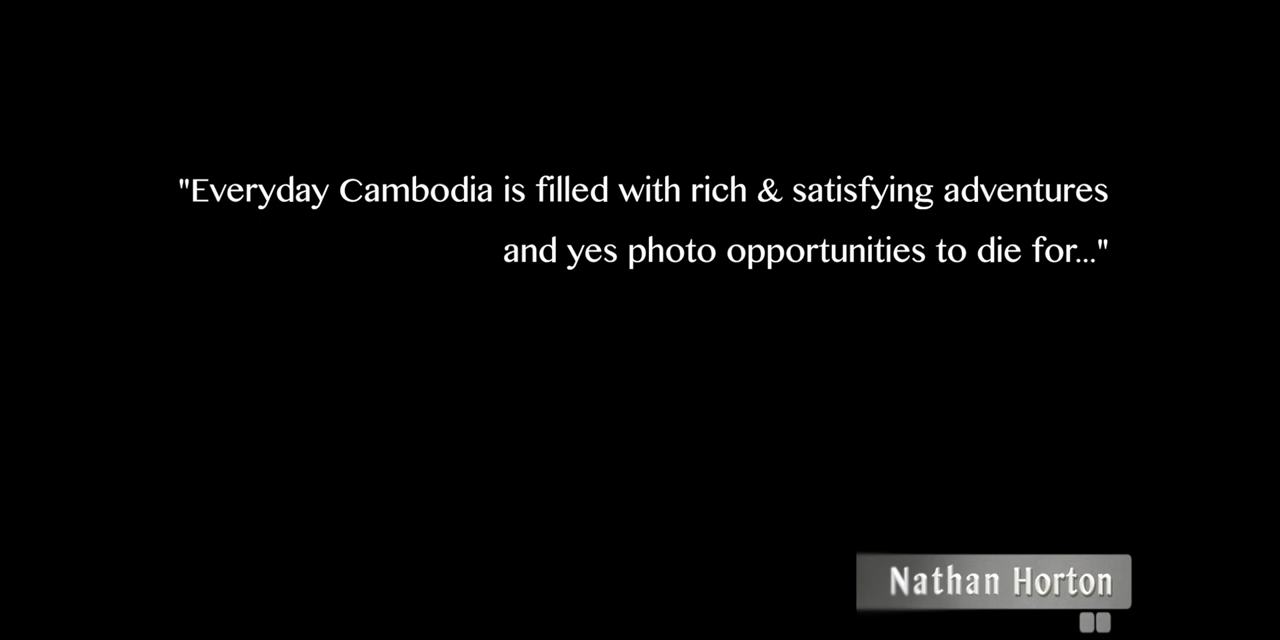 "Everyday Cambodia is filled with rich & satisfying adventures
and yes photo opportunities to die for..."
Nathan Horton